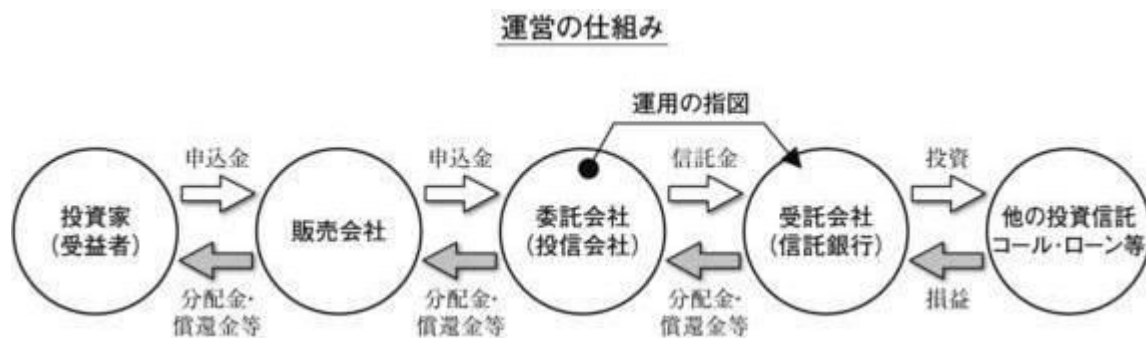 運営の仕組み
運用の指図
申込金
申込金
信託金
投資
投資家
(受益者)
販売会社
委託会社
(投信会社)
受託会社
(信託銀行)
他の投資信託
コール・ローン等
分配金・
償還金等
分配金・
償還金等
分配金・
償還金等
損益